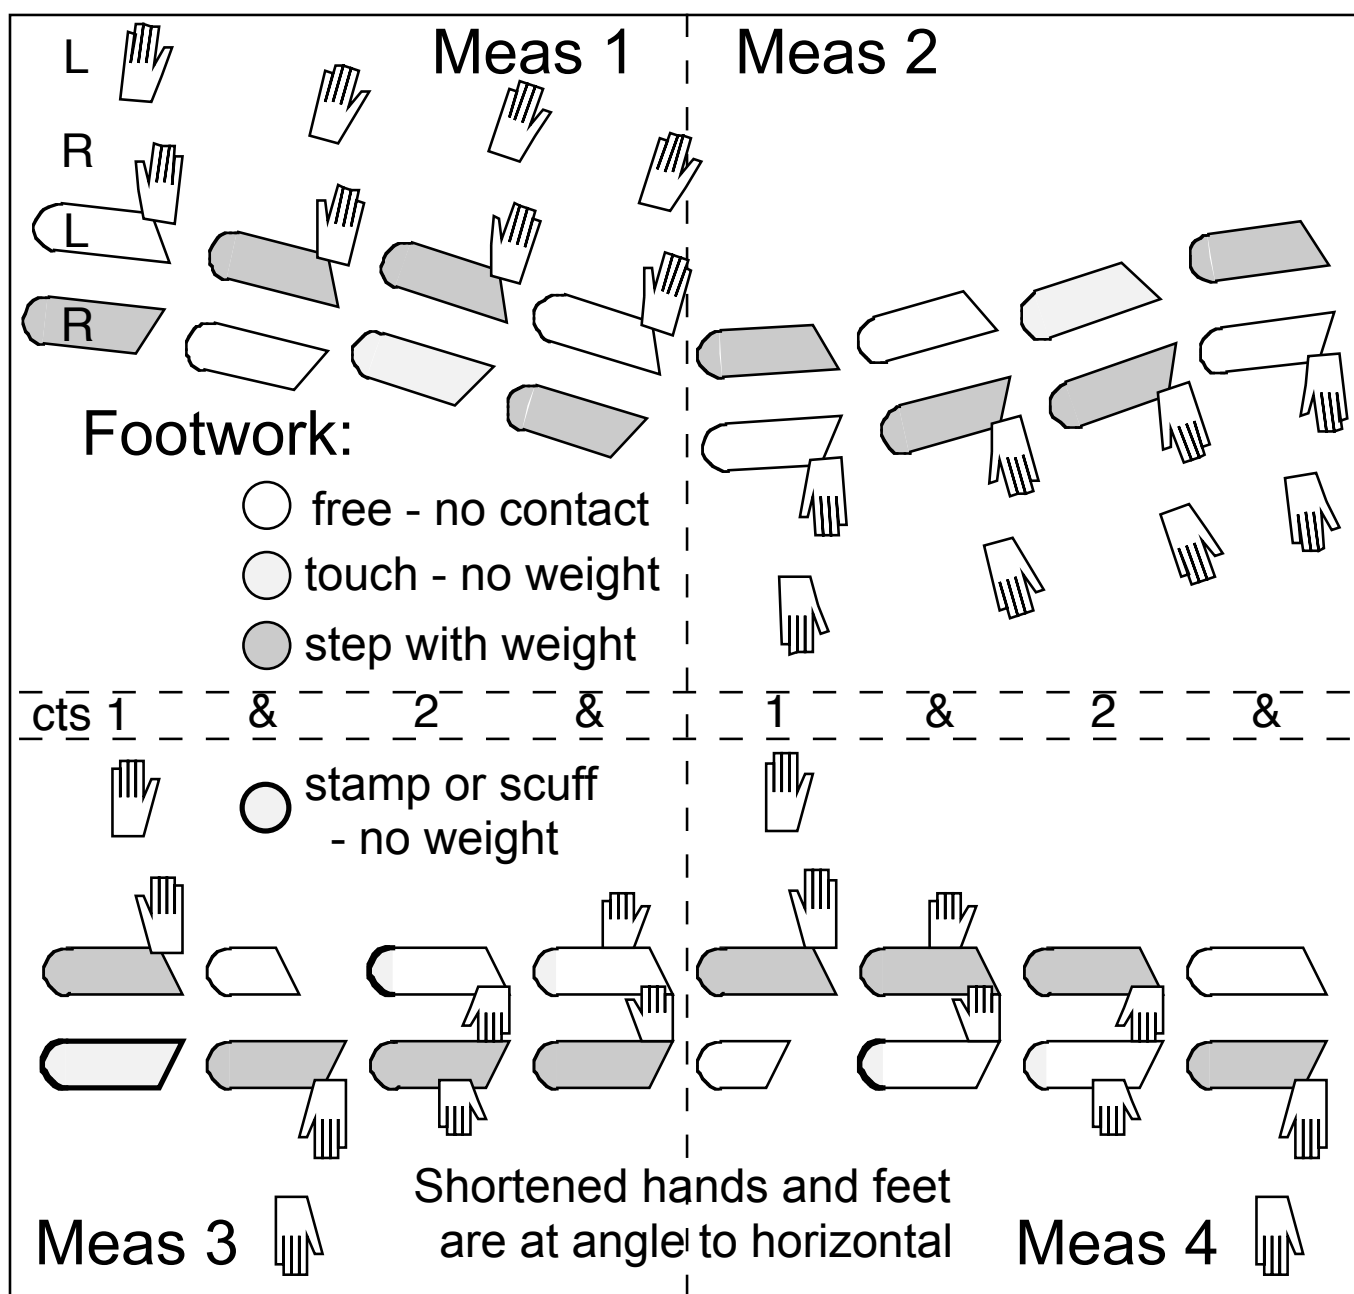 L
Meas 1
Meas 2
R
L
R
Footwork:
free - no contact
touch - no weight
step with weight
cts 1 & 2 & 1 & 2 &
stamp or scuff
- no weight
Shortened hands and feet
are at angle to horizontal
Meas 3
Meas 4